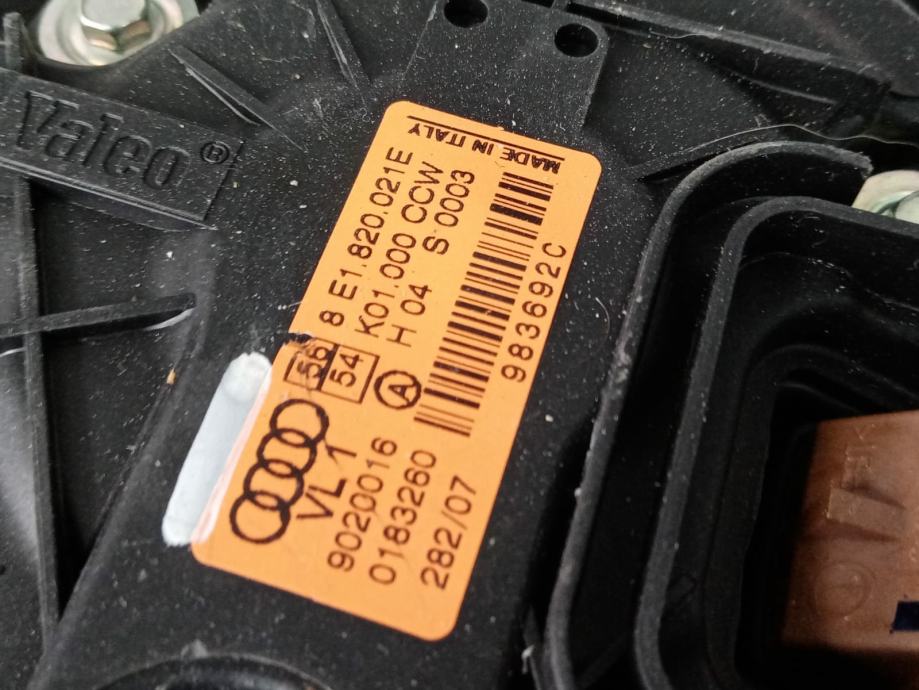 Valeo®
MADE IN ITALY
8 E1.820.021E
K01.000 CCW
H 04 S 0003
56
54
A
983692C
VL 1
9020016
0183260
282/07